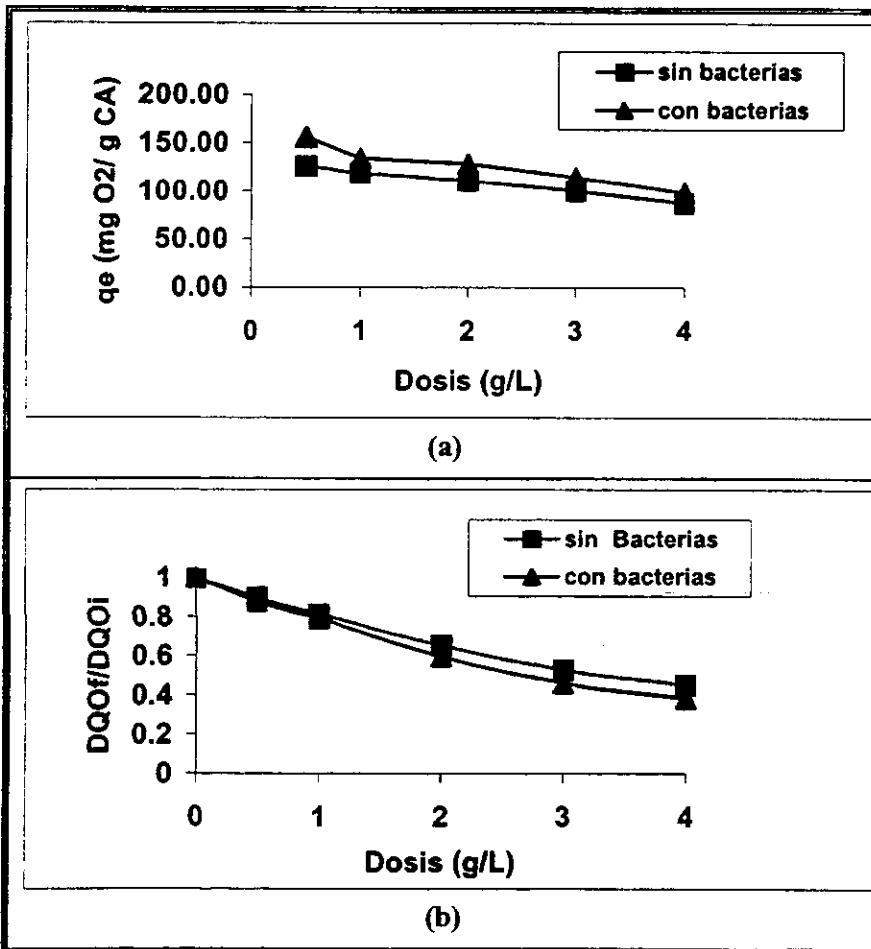 sin bacterias
con bacterias
200.00
150.00
100.00
50.00
0.00
qe (mg O2/ g CA)
0 1 2 3 4
Dosis (g/L)
(a)
sin Bacterias
con bacterias
1
0.8
0.6
0.4
0.2
0
DQOf/DQOi
0 1 2 3 4
Dosis (g/L)
(b)